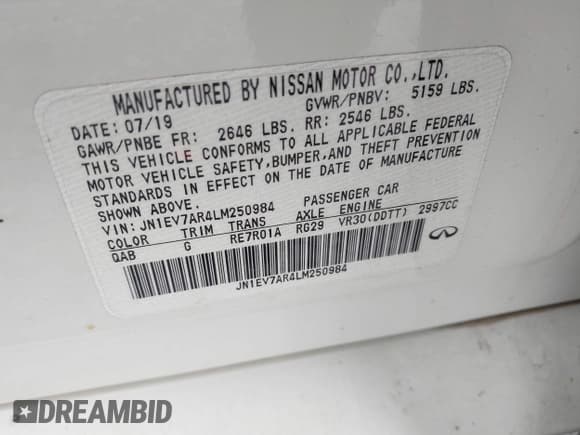 MANUFACTURED BY NISSAN MOTOR CO.,LTD.
DATE: 07/19 GVWR/PNBV: 5159 LBS.
GAWR/PNBE FR: 2646 LBS. RR: 2546 LBS.
THIS VEHICLE CONFORMS TO ALL APPLICABLE FEDERAL
MOTOR VEHICLE SAFETY,BUMPER,AND THEFT PREVENTION
STANDARDS IN EFFECT ON THE DATE OF MANUFACTURE
SHOWN ABOVE.
VIN: JN1EV7AR4LM250984 PASSENGER CAR
COLOR TRIM TRANS AXLE ENGINE
QAB G RE7R01A RG29 VR30(DDTT) 2997CC
JN1EV7AR4LM250984
DREAMBID